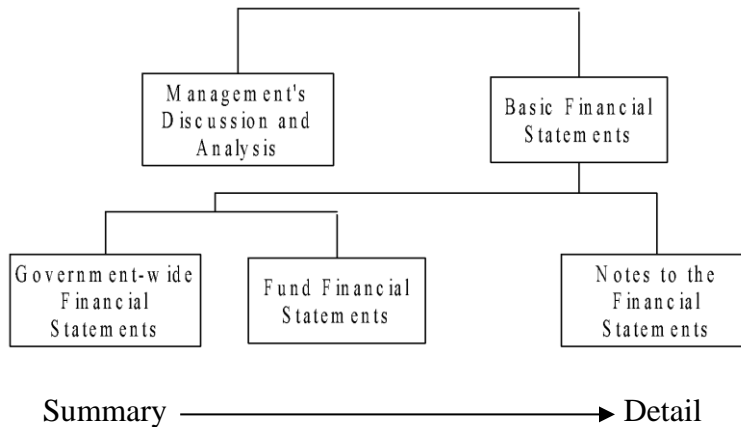 Management's
Discussion and
Analysis
Basic Financial
Statements
Government-wide
Financial
Statements
Fund Financial
Statements
Notes to the
Financial
Statements
Summary
Detail